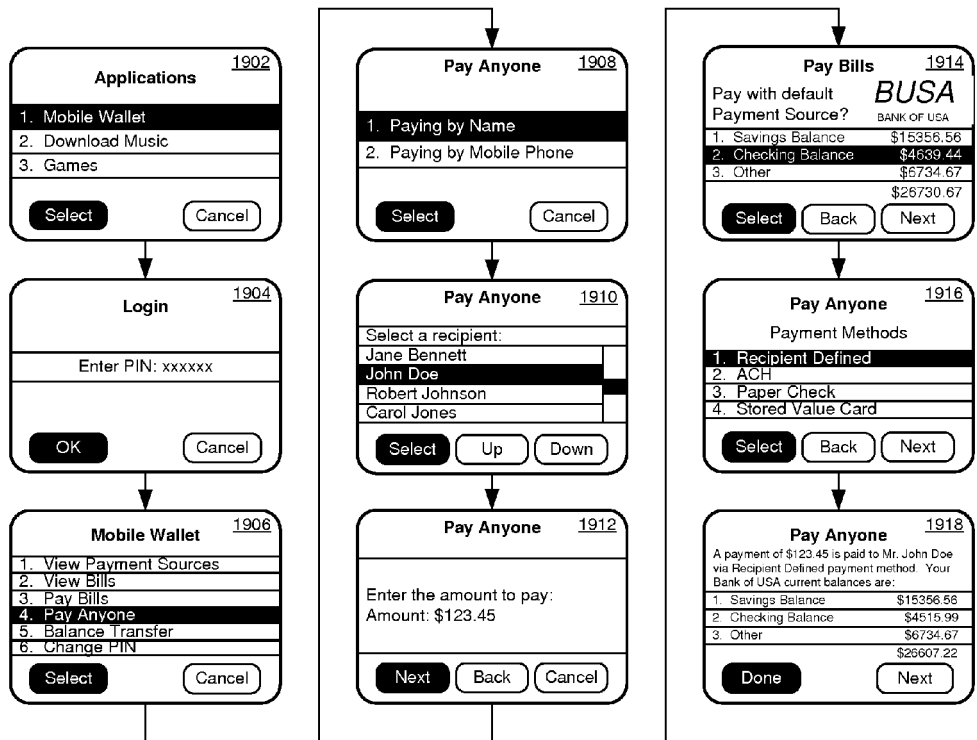 1902
Applications
1. Mobile Wallet
2. Download Music
3. Games
Select Cancel
1904
Login
Enter PIN: xxxxxx
OK Cancel
1906
Mobile Wallet
1. View Payment Sources
2. View Bills
3. Pay Bills
4. Pay Anyone
5. Balance Transfer
6. Change PIN
Select Cancel
Pay Anyone 1908
1. Paying by Name
2. Paying by Mobile Phone
Select Cancel
Pay Anyone 1910
Select a recipient:
Jane Bennett
John Doe
Robert Johnson
Carol Jones
Select Up Down
Pay Anyone 1912
Enter the amount to pay:
Amount: $123.45
Next Back Cancel
Pay Bills 1914
Pay with default BUSA
Payment Source? BANK OF USA
1. Savings Balance $15356.56
2. Checking Balance $4639.44
3. Other $6734.67
$26730.67
Select Back Next
1916
Pay Anyone
Payment Methods
1. Recipient Defined
2. ACH
3. Paper Check
4. Stored Value Card
Select Back Next
1918
Pay Anyone
A payment of $123.45 is paid to Mr. John Doe
via Recipient Defined payment method. Your
Bank of USA current balances are:
1. Savings Balance $15356.56
2. Checking Balance $4515.99
3. Other $6734.67
$26607.22
Done Next